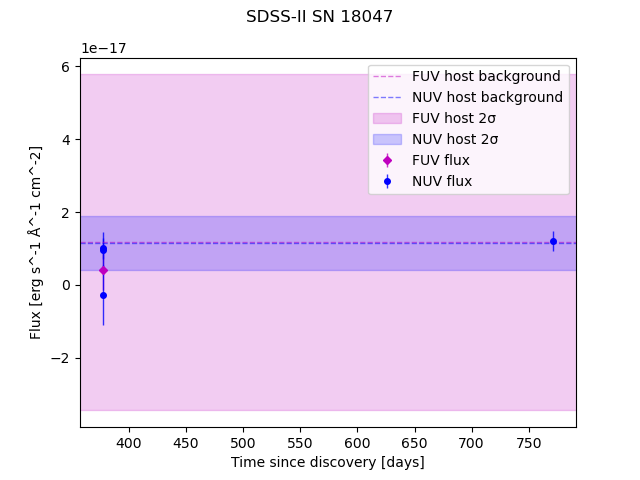 SDSS-II SN 18047
1e−17
6
4
2
0
−2
Flux [erg s^-1 Å^-1 cm^-2]
FUV host background
NUV host background
FUV host 2σ
NUV host 2σ
FUV flux
NUV flux
400 450 500 550 600 650 700 750
Time since discovery [days]